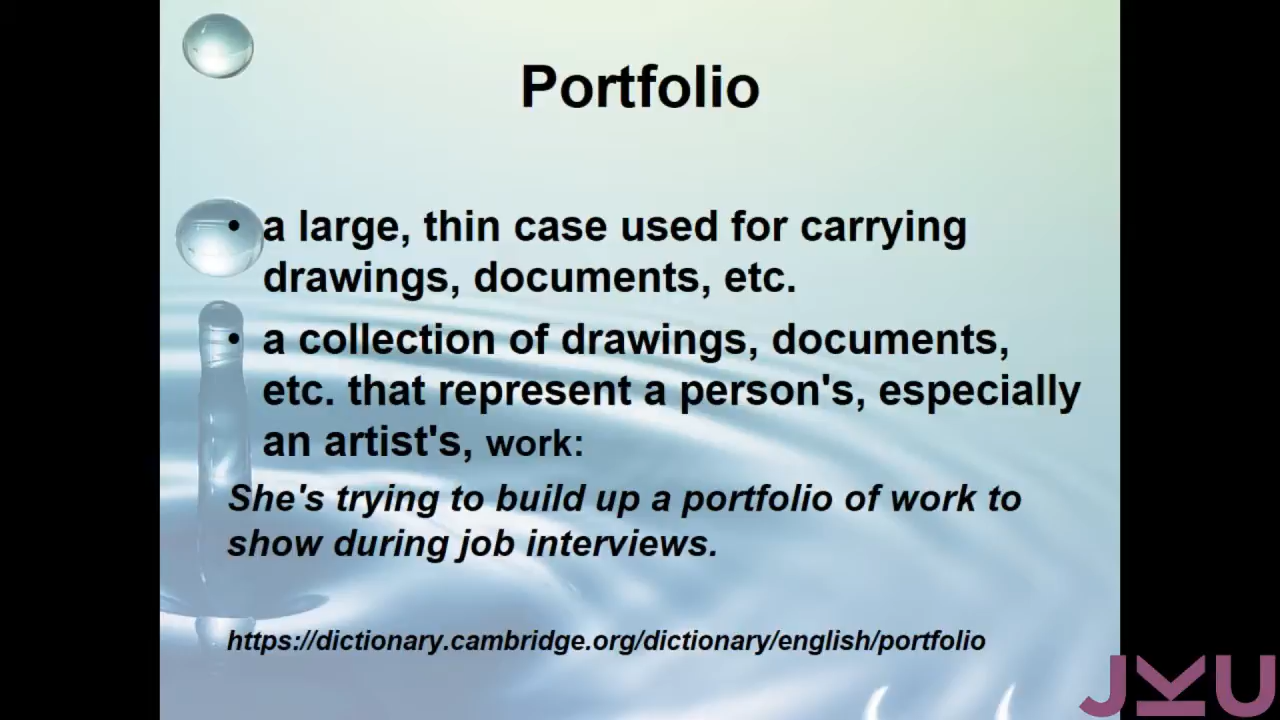 Portfolio
• a large, thin case used for carrying
drawings, documents, etc.
• a collection of drawings, documents,
etc. that represent a person's, especially
an artist's, work:
She's trying to build up a portfolio of work to
show during job interviews.
https://dictionary.cambridge.org/dictionary/english/portfolio
JKU